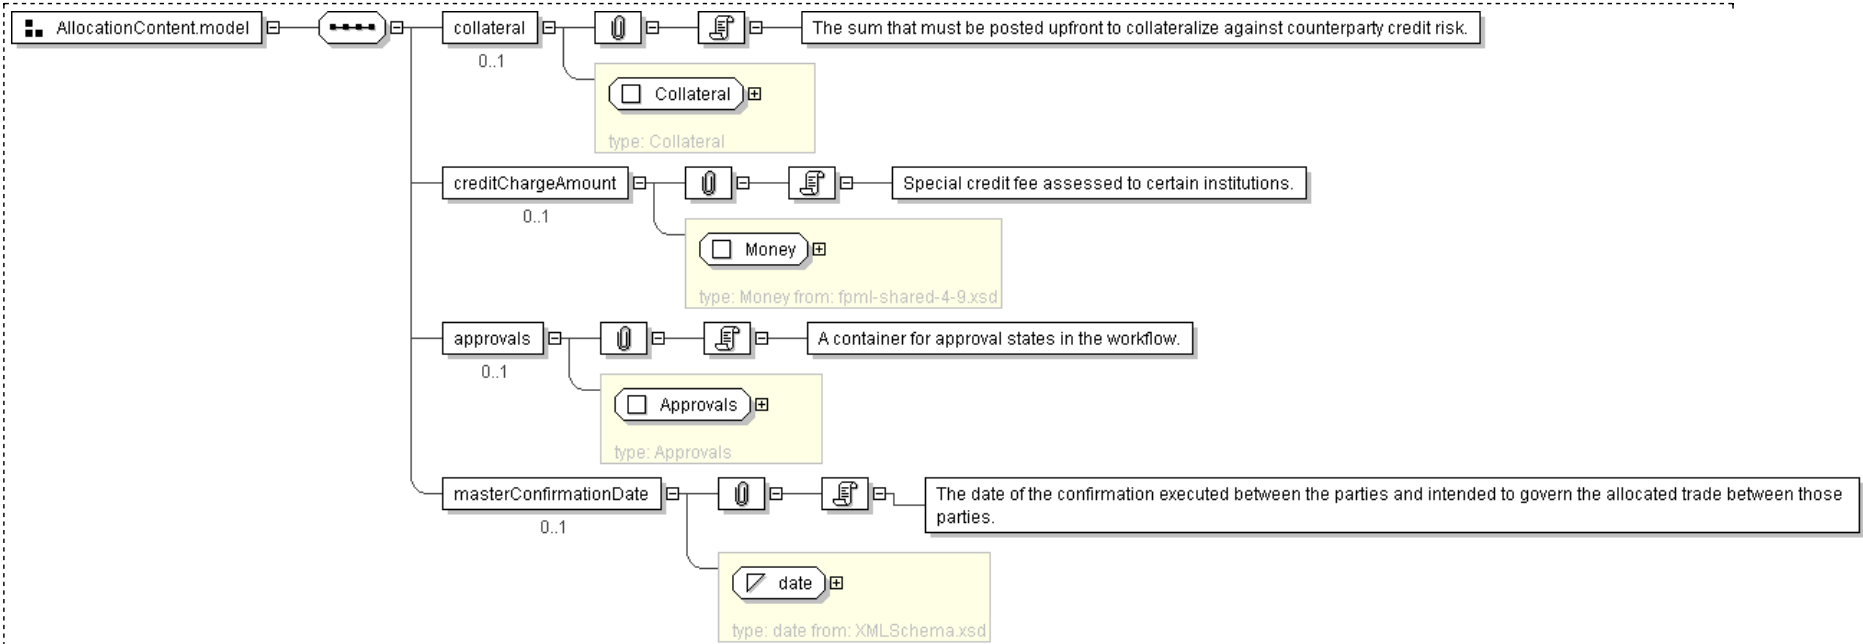 AllocationContent.model
collateral
The sum that must be posted upfront to collateralize against counterparty credit risk.
0..1
Collateral
type: Collateral
creditChargeAmount
Special credit fee assessed to certain institutions.
0..1
Money
type: Money from: fpml-shared-4-9.xsd
approvals
A container for approval states in the workflow.
0..1
Approvals
type: Approvals
masterConfirmationDate
The date of the confirmation executed between the parties and intended to govern the allocated trade between those
parties.
0..1
date
type: date from: XMLSchema.xsd